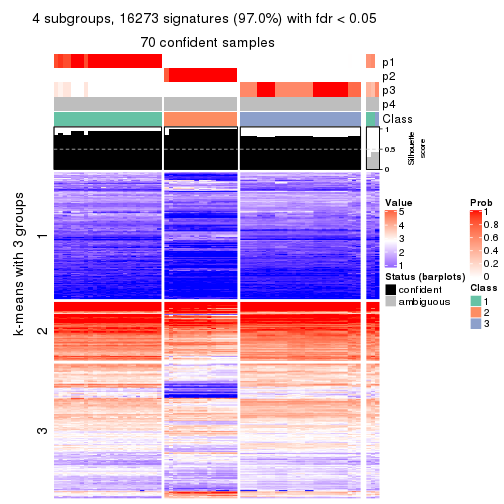 4 subgroups, 16273 signatures (97.0%) with fdr < 0.05
70 confident samples
p1
p2
p3
p4
Class
1
0.5
0
Silhouette
score
k-means with 3 groups
1
2
3
Value
5
4
3
2
1
Status (barplots)
confident
ambiguous
Prob
1
0.8
0.6
0.4
0.2
0
Class
1
2
3